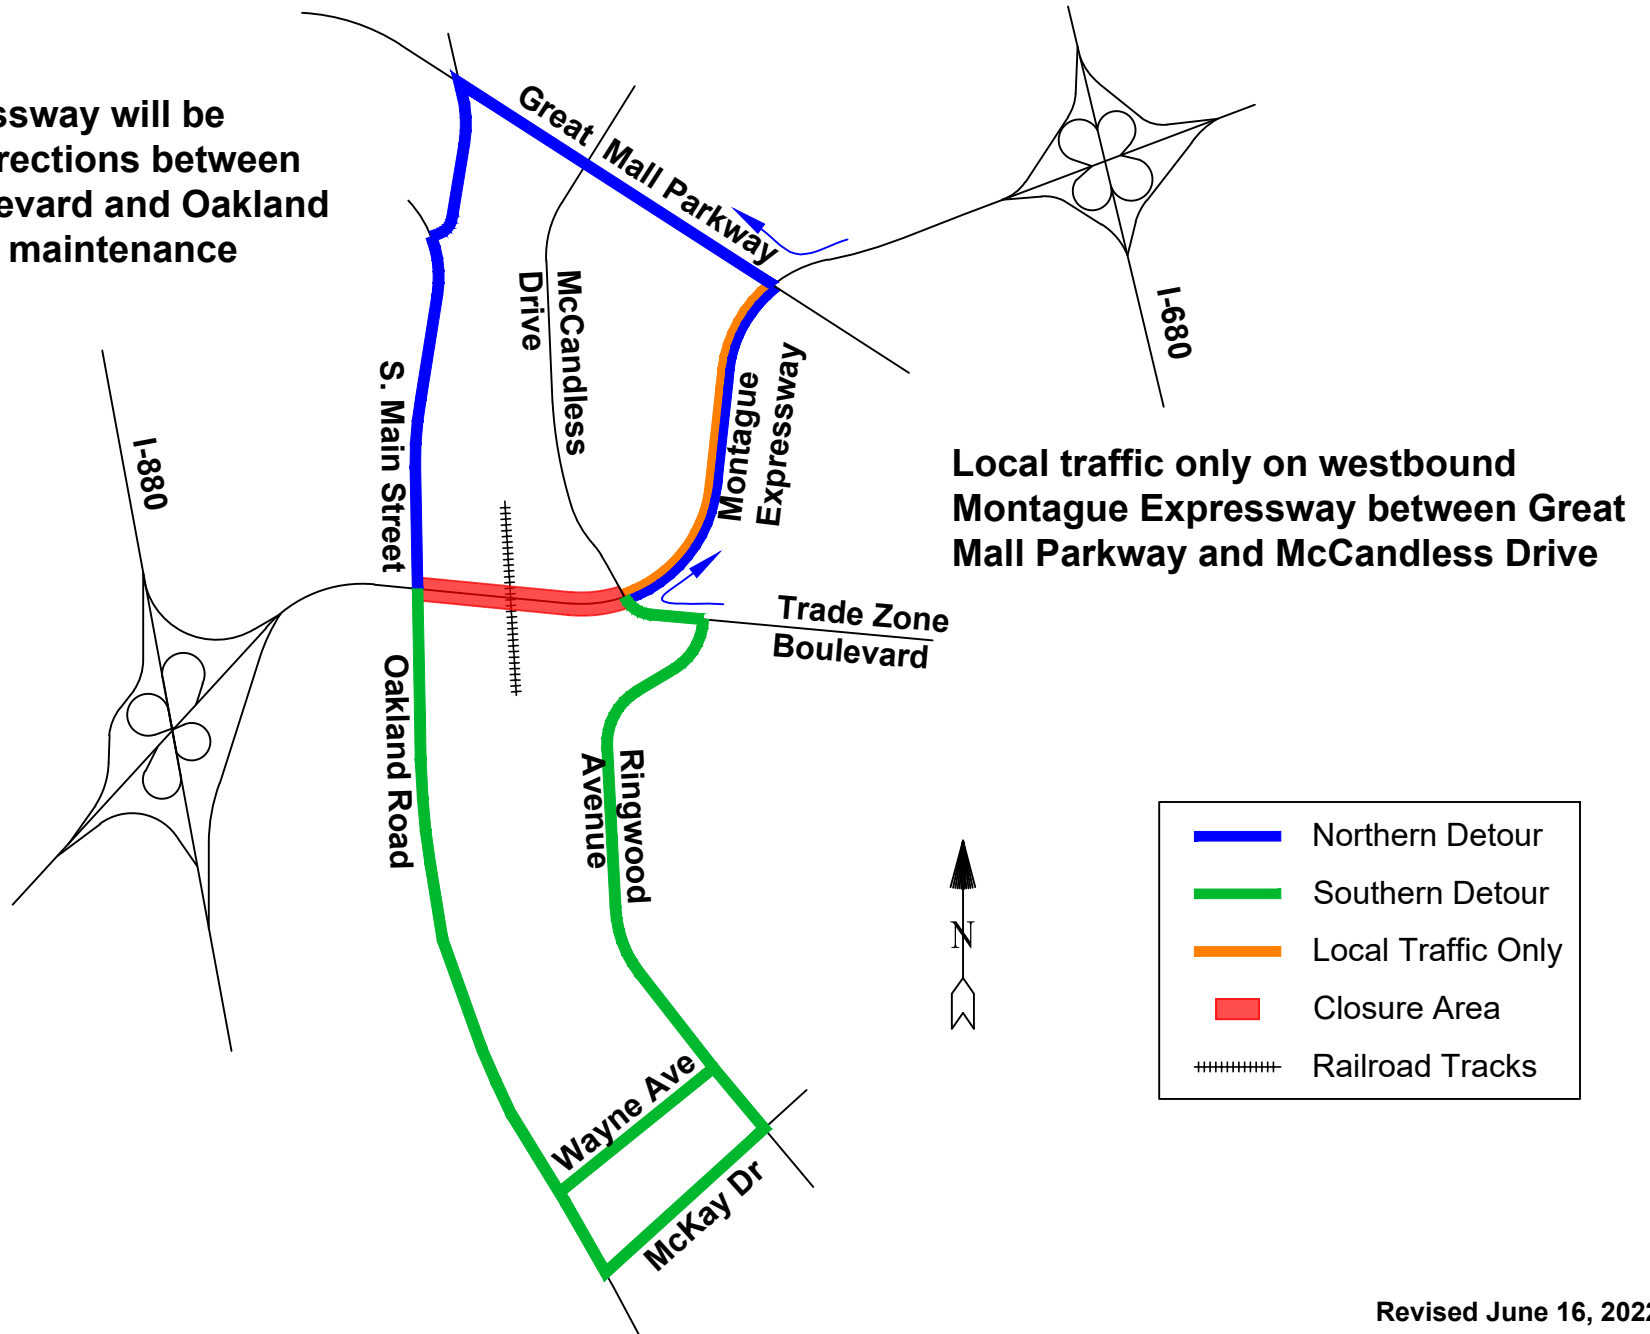 ssway will be
rections between
evard and Oakland
maintenance
Great Mall Parkway
McCandless
Drive
S. Main Street
Montague
Expressway
I-680
I-880
Local traffic only on westbound
Montague Expressway between Great
Mall Parkway and McCandless Drive
Trade Zone
Boulevard
Oakland Road
Ringwood
Avenue
Wayne Ave
McKay Dr
N
Northern Detour
Southern Detour
Local Traffic Only
Closure Area
Railroad Tracks
Revised June 16, 2022